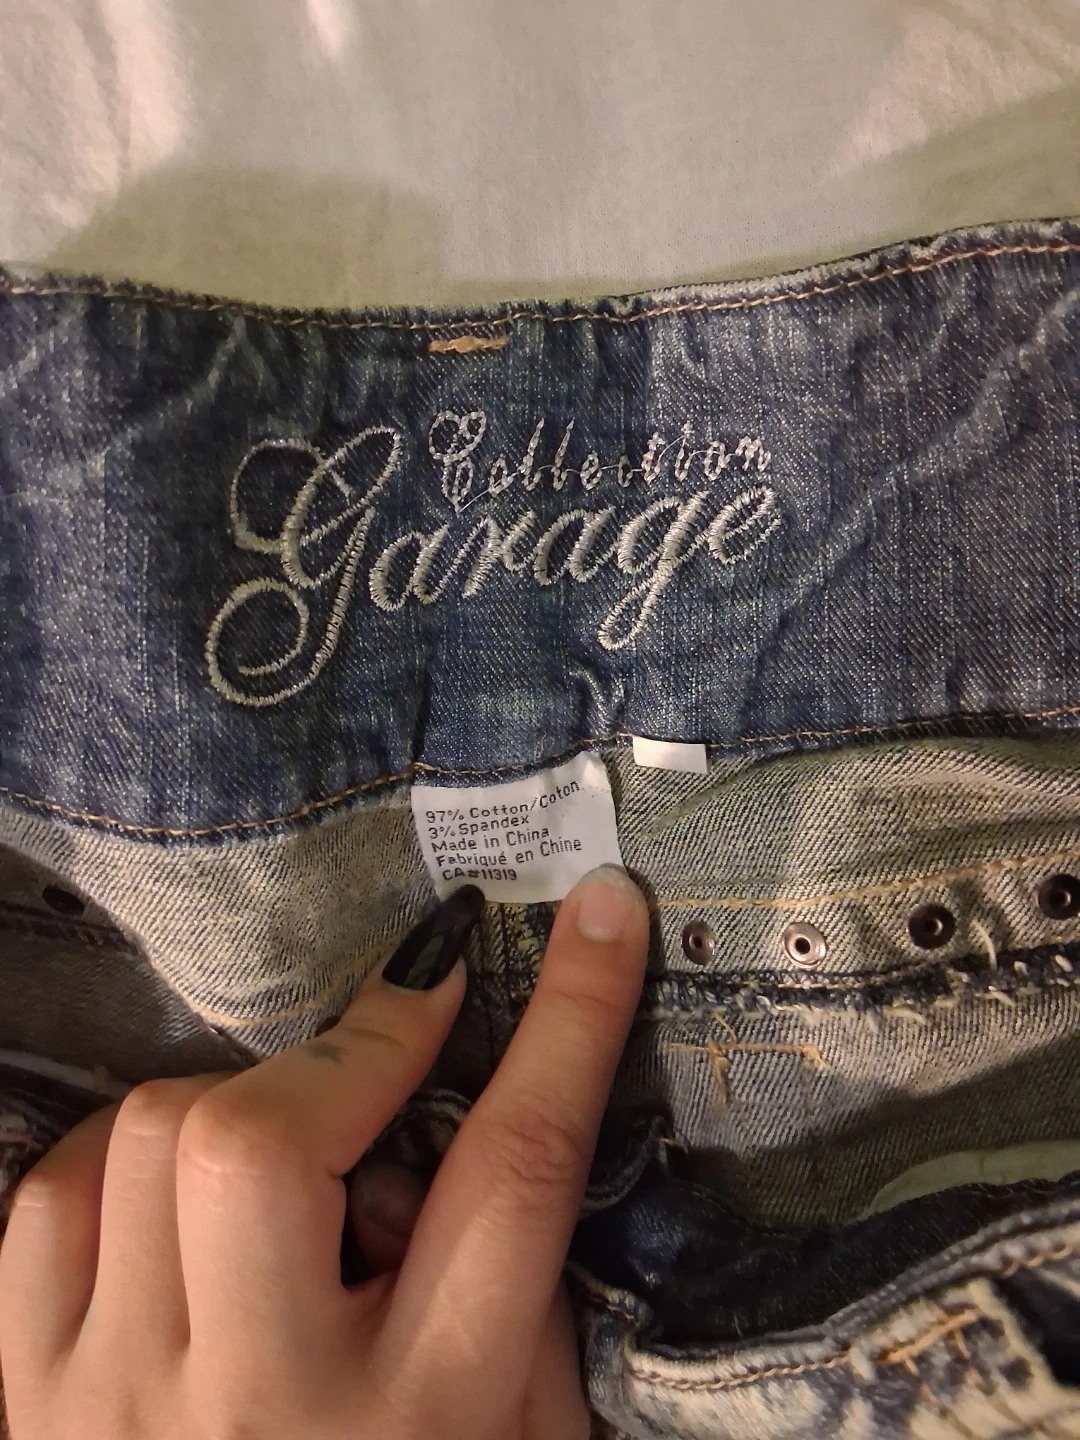 Collection
Garage
97% Cotton/Coton
3% Spandex
Made in China
Fabriqué en Chine
CA#11319